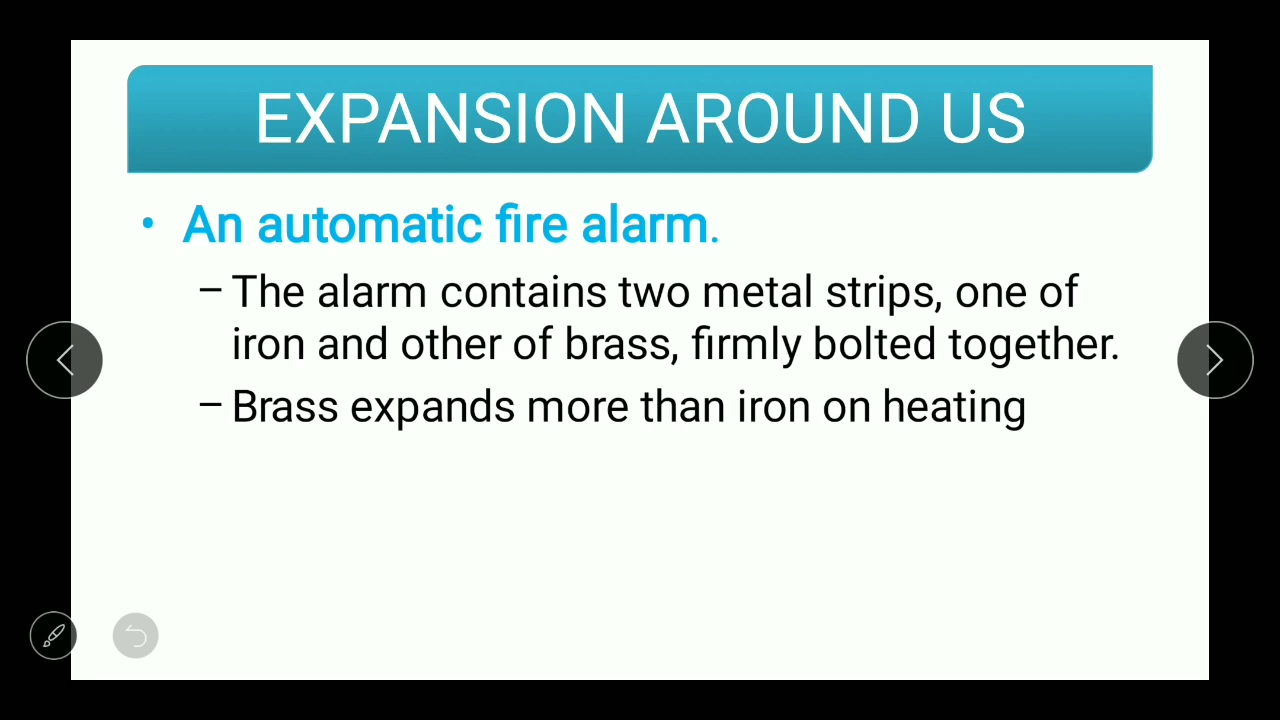 EXPANSION AROUND US
• An automatic fire alarm.
– The alarm contains two metal strips, one of
iron and other of brass, firmly bolted together.
– Brass expands more than iron on heating